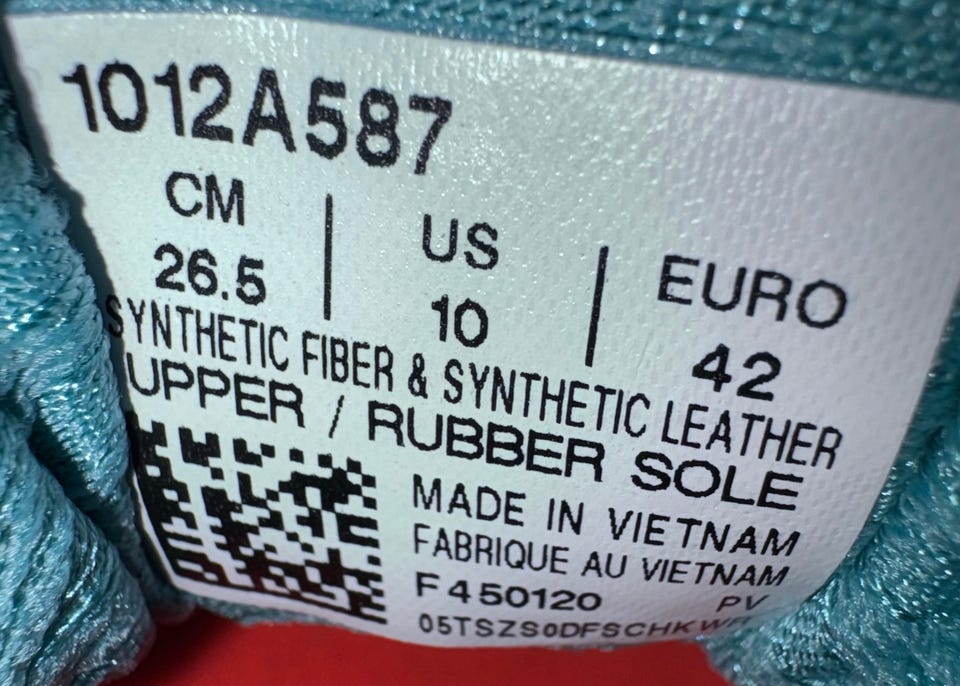 1012A587
CM | US | EURO
26.5 | 10 | 42
SYNTHETIC FIBER & SYNTHETIC LEATHER
UPPER / RUBBER SOLE
MADE IN VIETNAM
FABRIQUE AU VIETNAM
F450120 PV